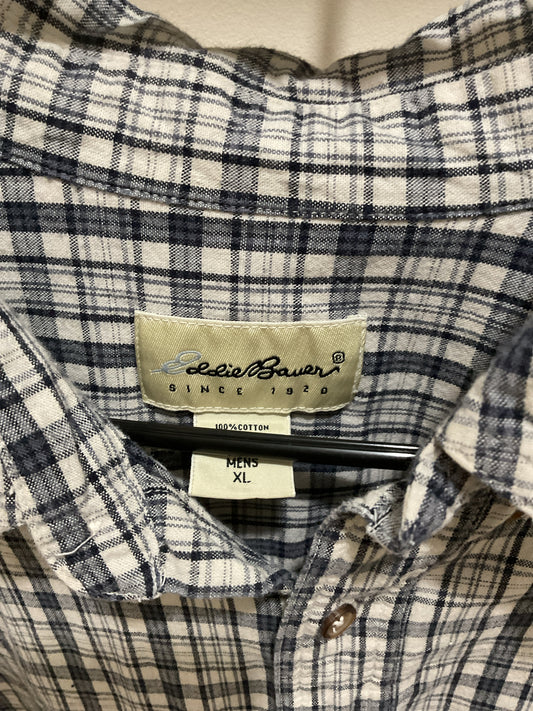 Eddie Bauer®
SINCE 1920
100% COTTON
MENS
XL